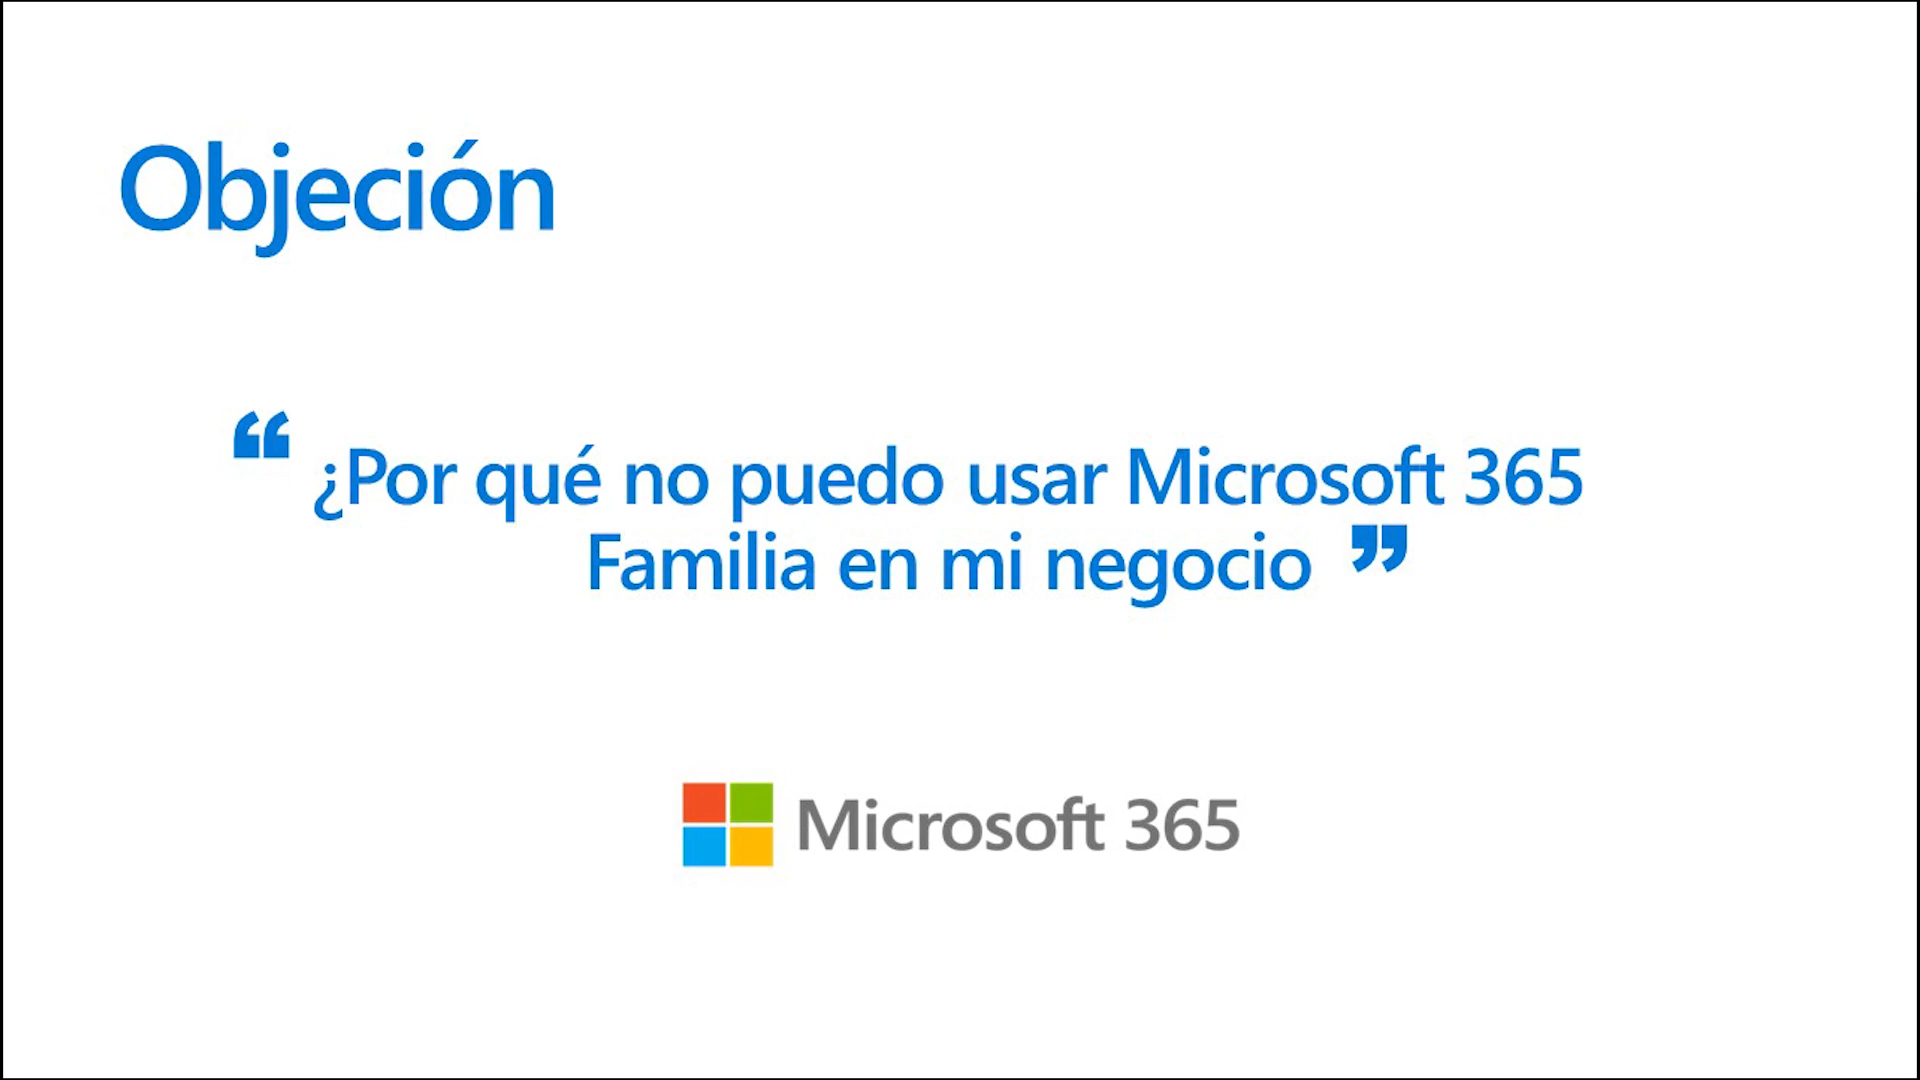 Objeción
“ ¿Por qué no puedo usar Microsoft 365
Familia en mi negocio ”
Microsoft 365